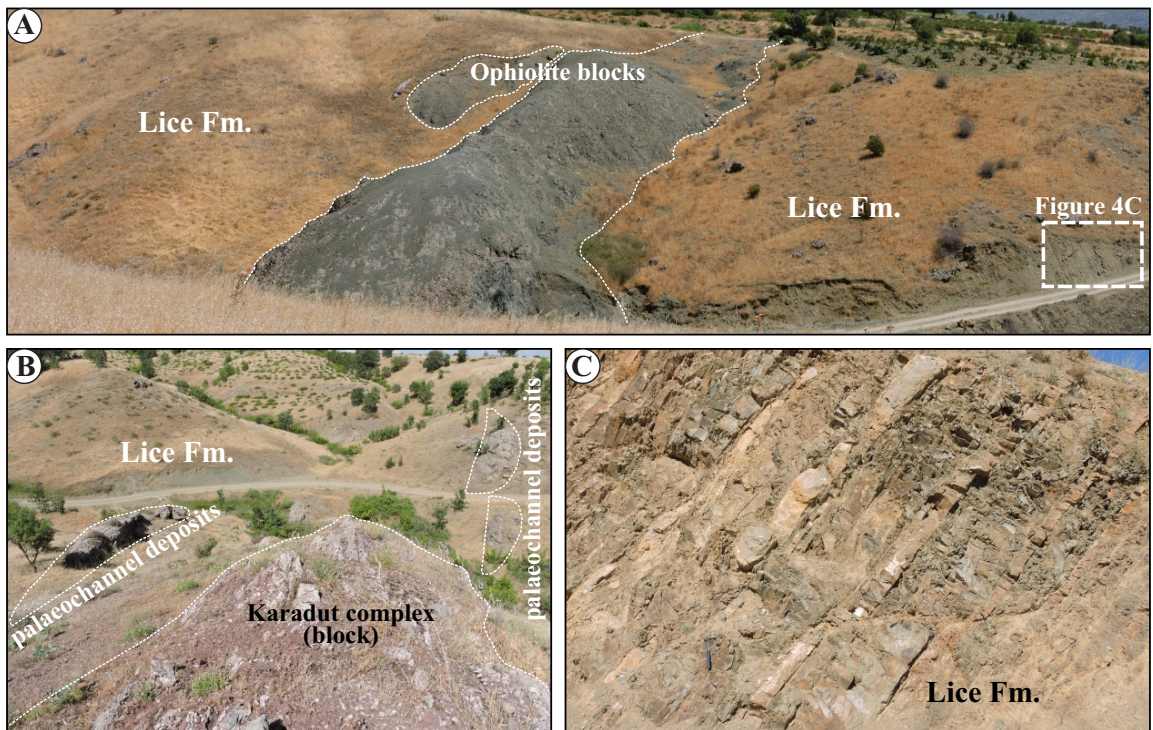 A
Ophiolite blocks
Lice Fm.
Lice Fm.
Figure 4C
B
Lice Fm.
palaeochannel deposits
palaeochannel deposits
Karadut complex
(block)
C
Lice Fm.